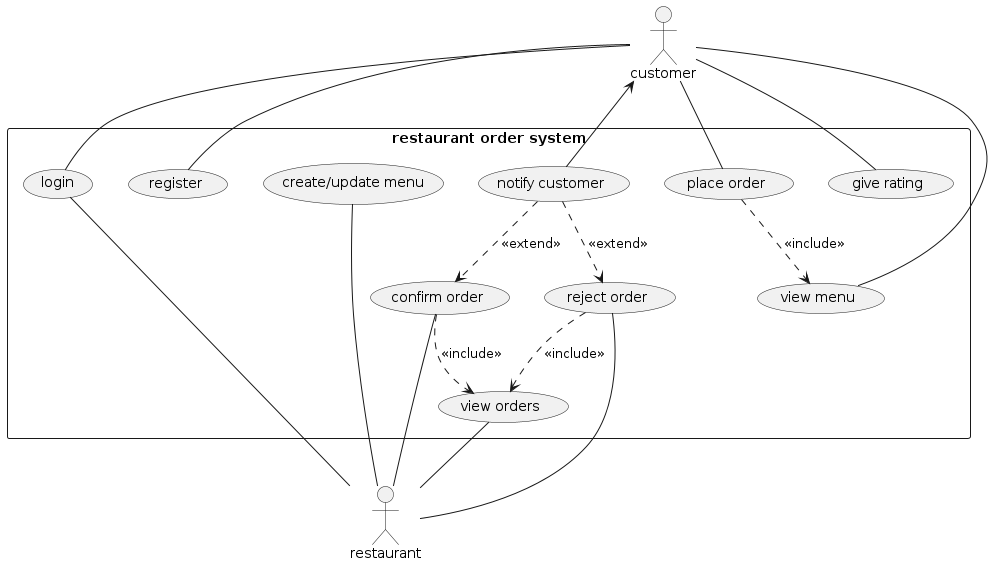 customer
restaurant order system
login
register
create/update menu
notify customer
place order
give rating
«extend»
«extend»
«include»
confirm order
reject order
view menu
«include»
«include»
view orders
restaurant